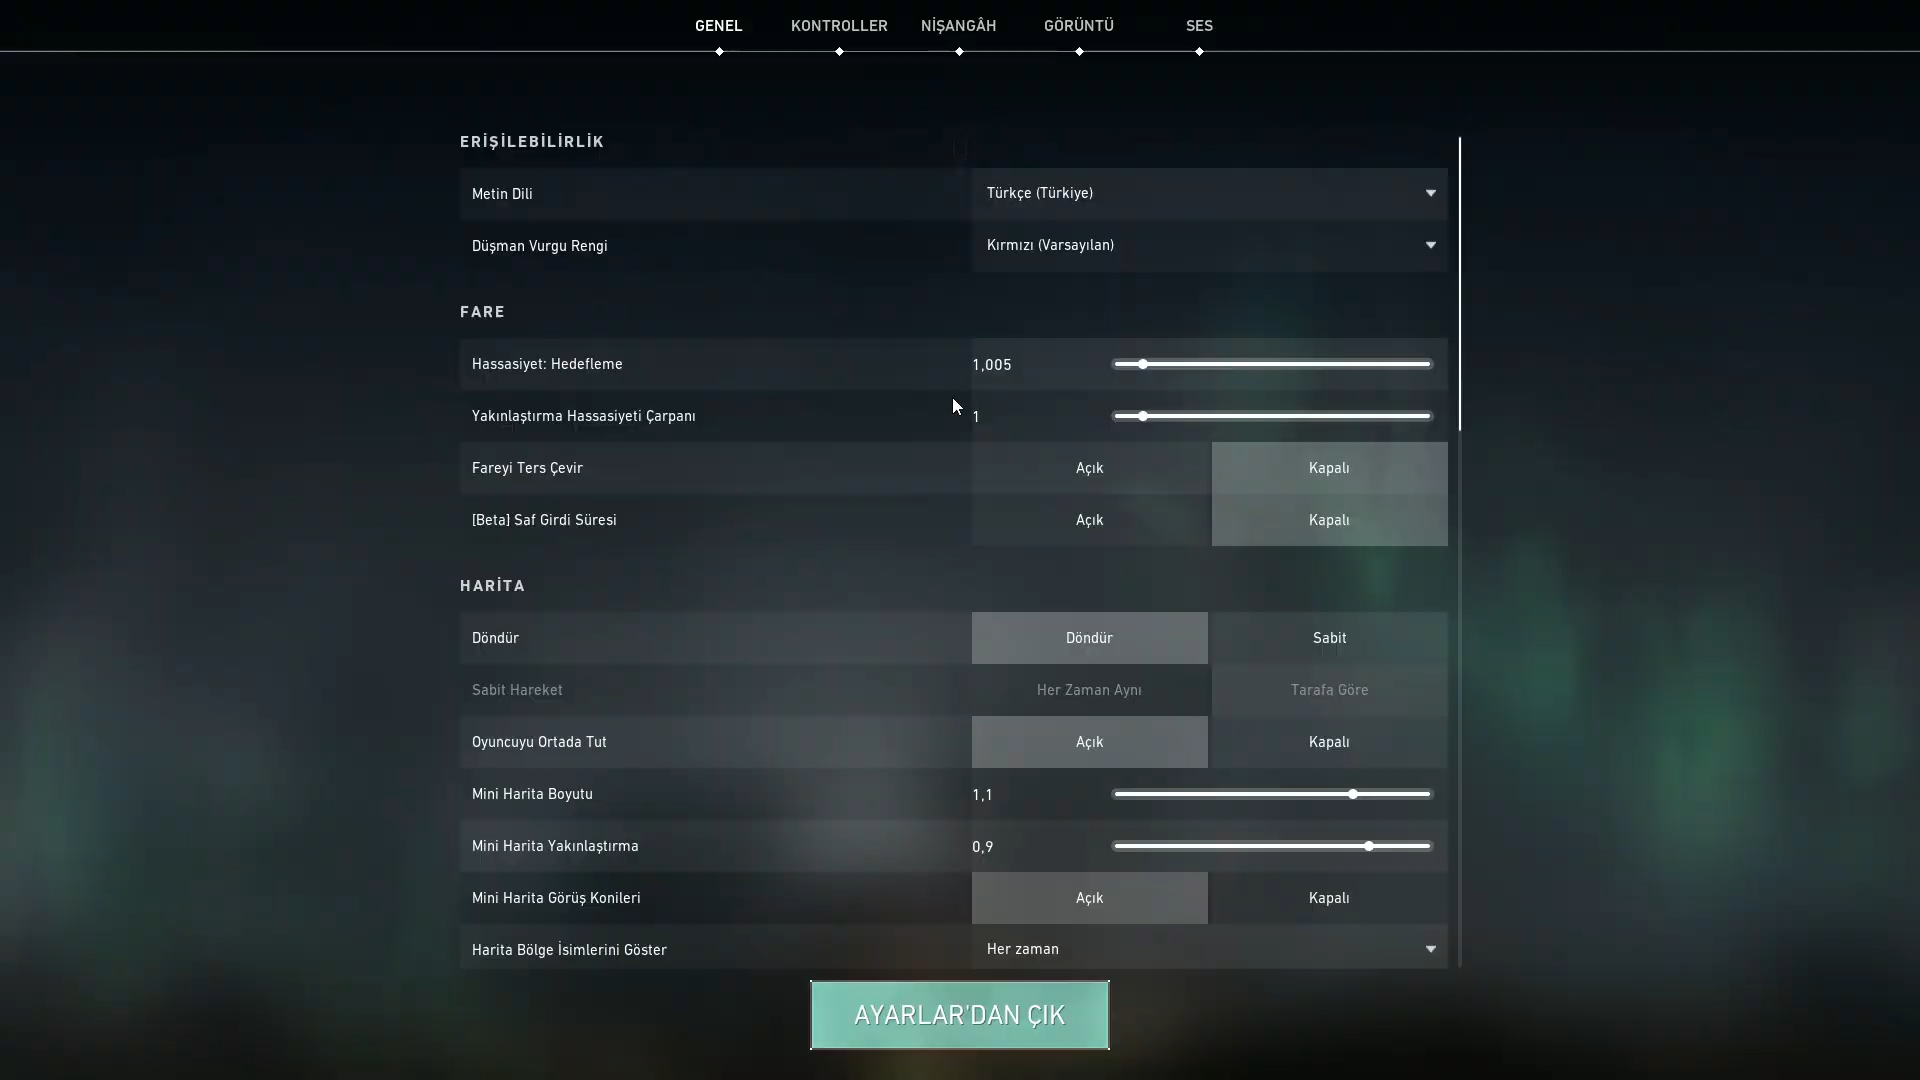 GENEL KONTROLLER NİŞANGÂH GÖRÜNTÜ SES
ERİŞİLEBİLİRLİK
Metin Dili Türkçe (Türkiye)
Düşman Vurgu Rengi Kırmızı (Varsayılan)
FARE
Hassasiyet: Hedefleme 1,005
Yakınlaştırma Hassasiyeti Çarpanı 1
Fareyi Ters Çevir Açık Kapalı
[Beta] Saf Girdi Süresi Açık Kapalı
HARİTA
Döndür Döndür Sabit
Sabit Hareket Her Zaman Aynı Tarafa Göre
Oyuncuyu Ortada Tut Açık Kapalı
Mini Harita Boyutu 1,1
Mini Harita Yakınlaştırma 0,9
Mini Harita Görüş Konileri Açık Kapalı
Harita Bölge İsimlerini Göster Her zaman
AYARLAR'DAN ÇIK